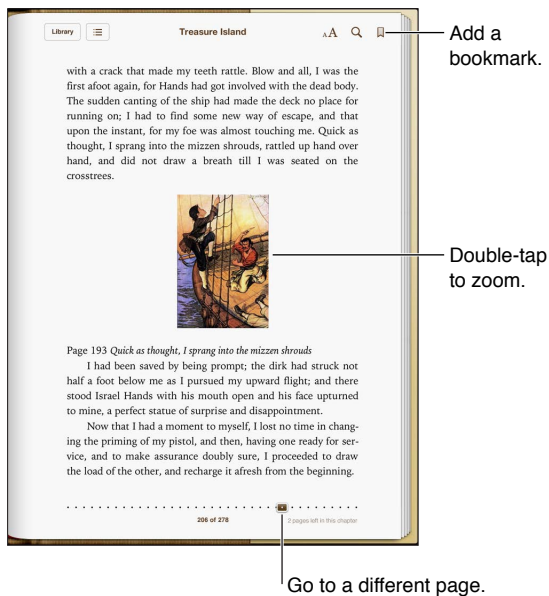 Library
Treasure Island
AA
Add a
bookmark.
with a crack that made my teeth rattle. Blow and all, I was the
first afoot again, for Hands had got involved with the dead body.
The sudden canting of the ship had made the deck no place for
running on; I had to find some new way of escape, and that
upon the instant, for my foe was almost touching me. Quick as
thought, I sprang into the mizzen shrouds, rattled up hand over
hand, and did not draw a breath till I was seated on the
crosstrees.
Double-tap
to zoom.
Page 193 Quick as thought, I sprang into the mizzen shrouds
I had been saved by being prompt; the dirk had struck not
half a foot below me as I pursued my upward flight; and there
stood Israel Hands with his mouth open and his face upturned
to mine, a perfect statue of surprise and disappointment.
Now that I had a moment to myself, I lost no time in chang-
ing the priming of my pistol, and then, having one ready for ser-
vice, and to make assurance doubly sure, I proceeded to draw
the load of the other, and recharge it afresh from the beginning.
206 of 278
2 pages left in this chapter
Go to a different page.